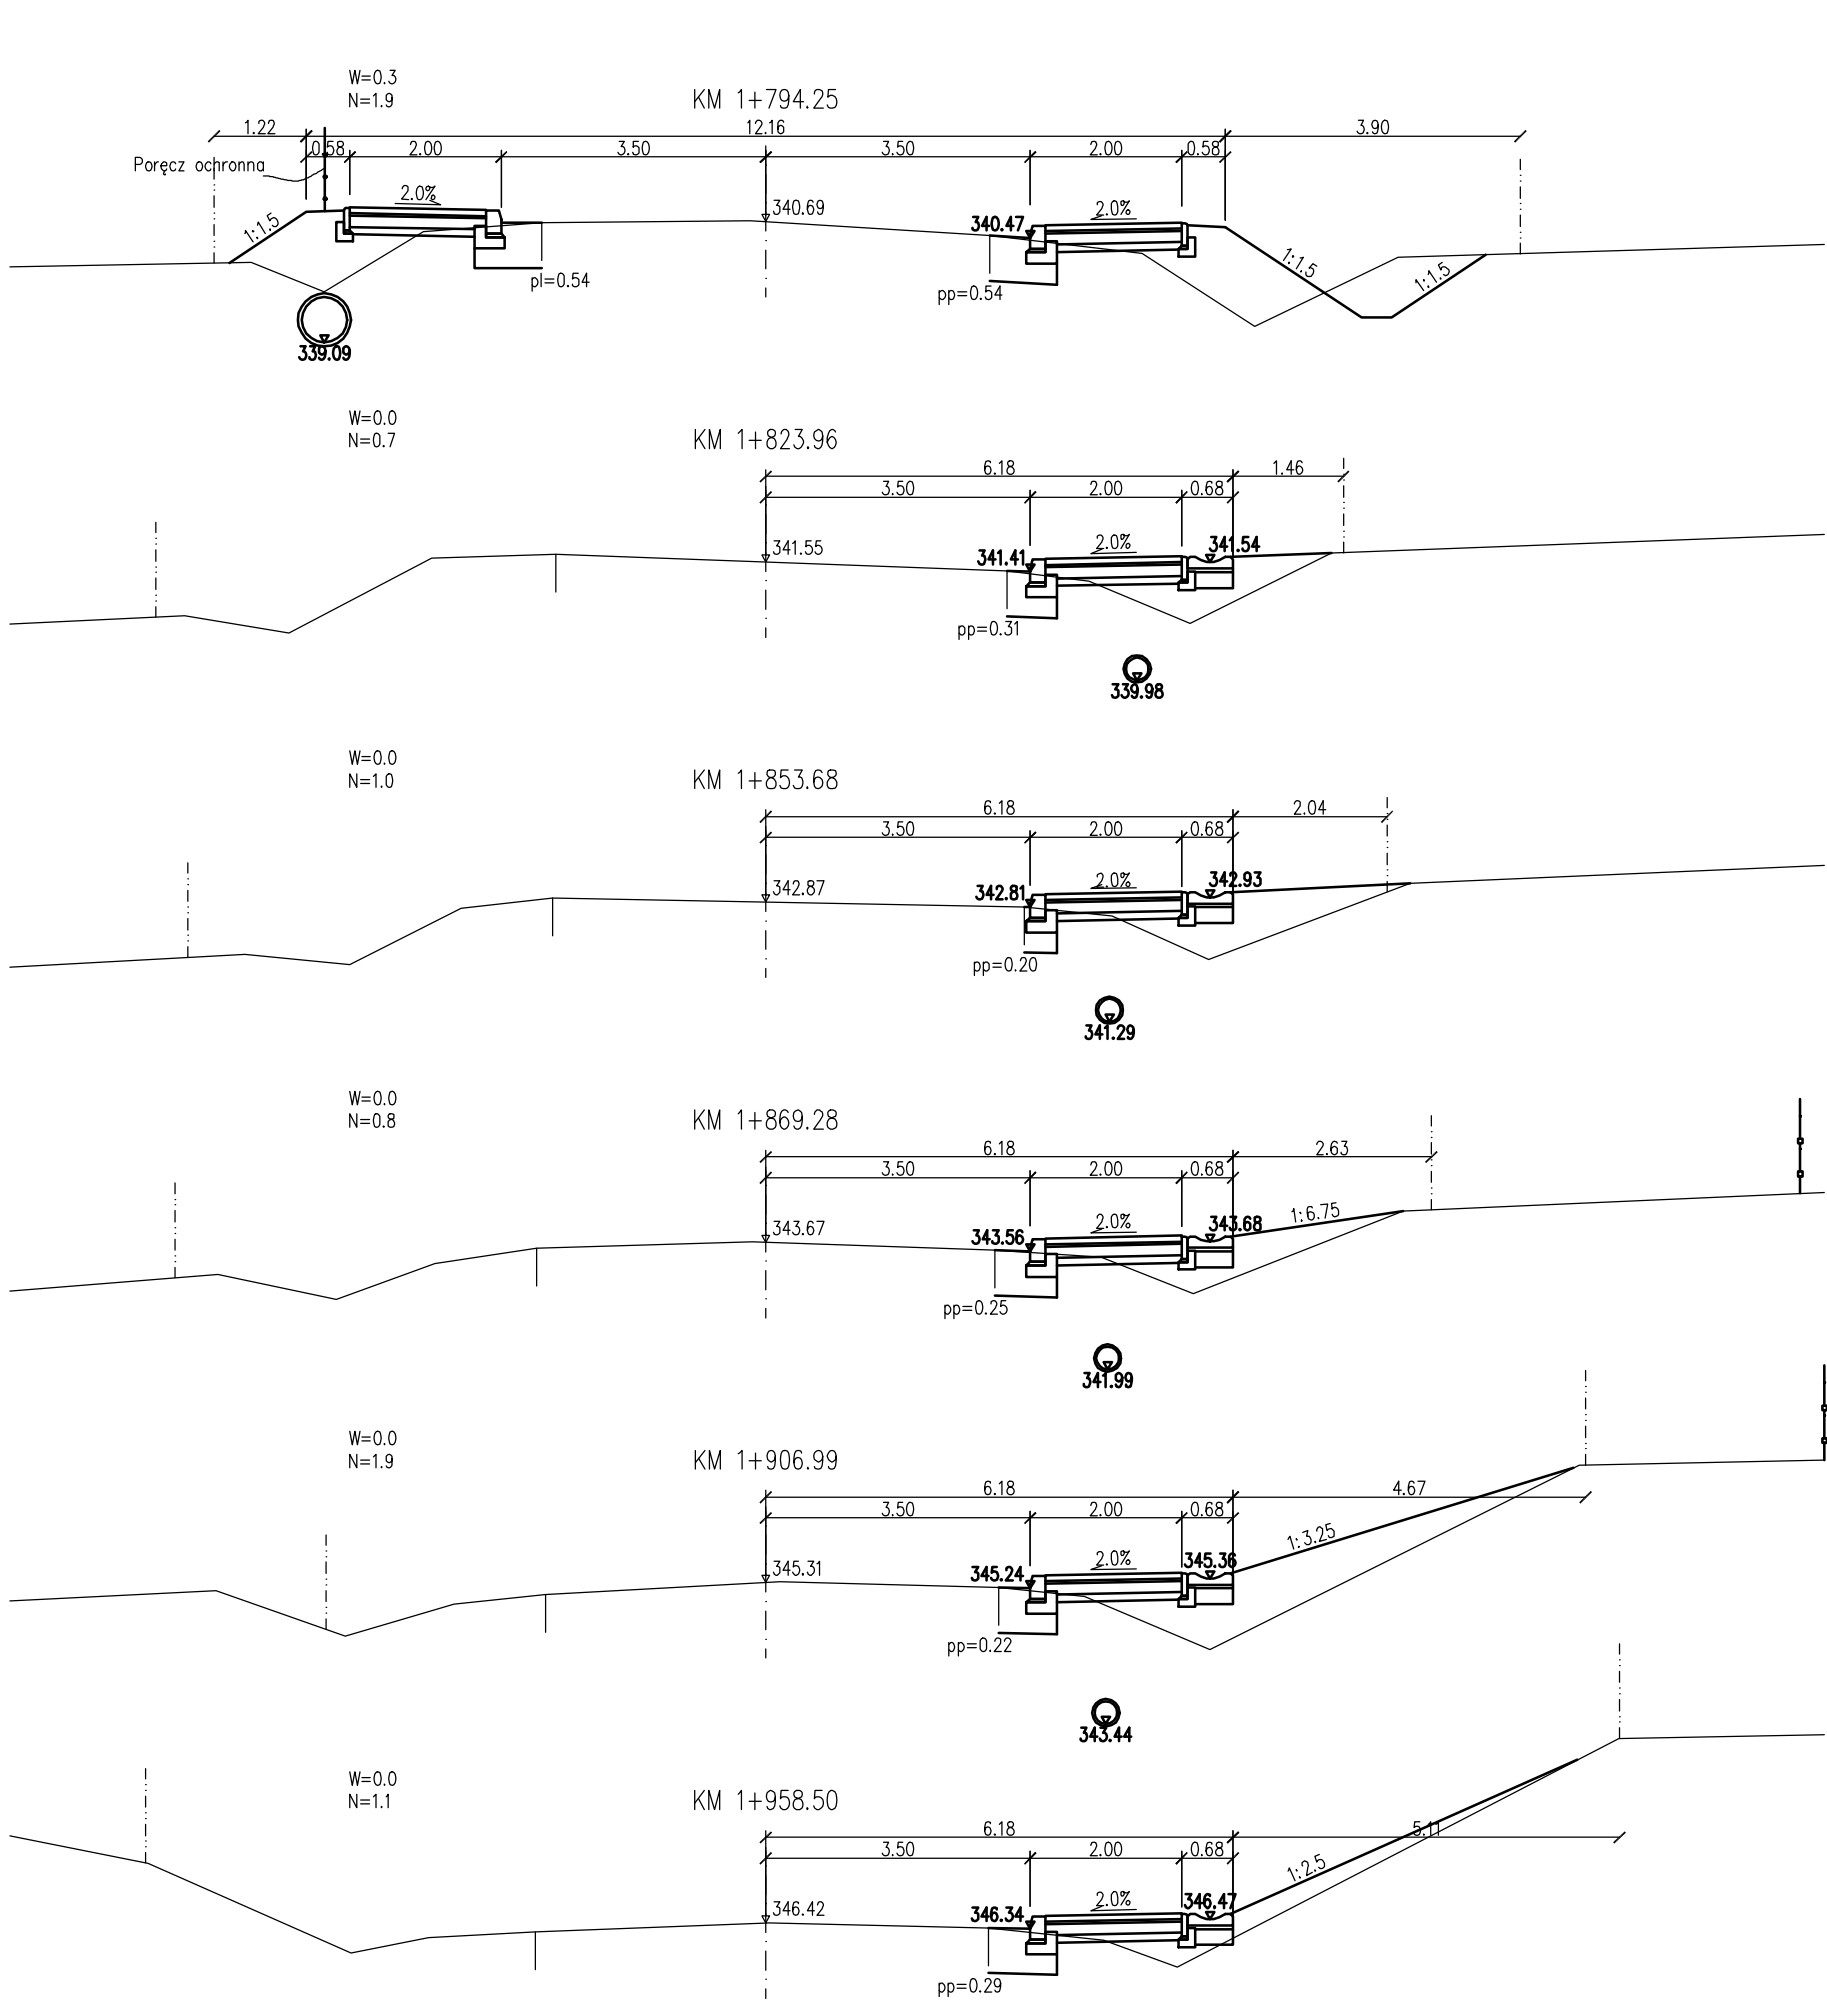 W=0.3
N=1.9
KM 1+794.25
1.22 12.16 3.90
0.58 2.00 3.50 3.50 2.00 0.58
Poręcz ochronna
1:1.5
2.0%
340.69
340.47
2.0%
1:1.5
1:1.5
pl=0.54
pp=0.54
339.09
W=0.0
N=0.7
KM 1+823.96
6.18 1.46
3.50 2.00 0.68
341.55
341.41
2.0%
341.54
pp=0.31
339.98
W=0.0
N=1.0
KM 1+853.68
6.18 2.04
3.50 2.00 0.68
342.87
342.81
2.0%
342.93
pp=0.20
341.29
W=0.0
N=0.8
KM 1+869.28
6.18 2.63
3.50 2.00 0.68
343.67
343.56
2.0%
343.68
1:6.75
pp=0.25
341.99
W=0.0
N=1.9
KM 1+906.99
6.18 4.67
3.50 2.00 0.68
345.31
345.24
2.0%
345.36
1:3.25
pp=0.22
343.44
W=0.0
N=1.1
KM 1+958.50
6.18 5.11
3.50 2.00 0.68
346.42
346.34
2.0%
346.47
1:2.5
pp=0.29